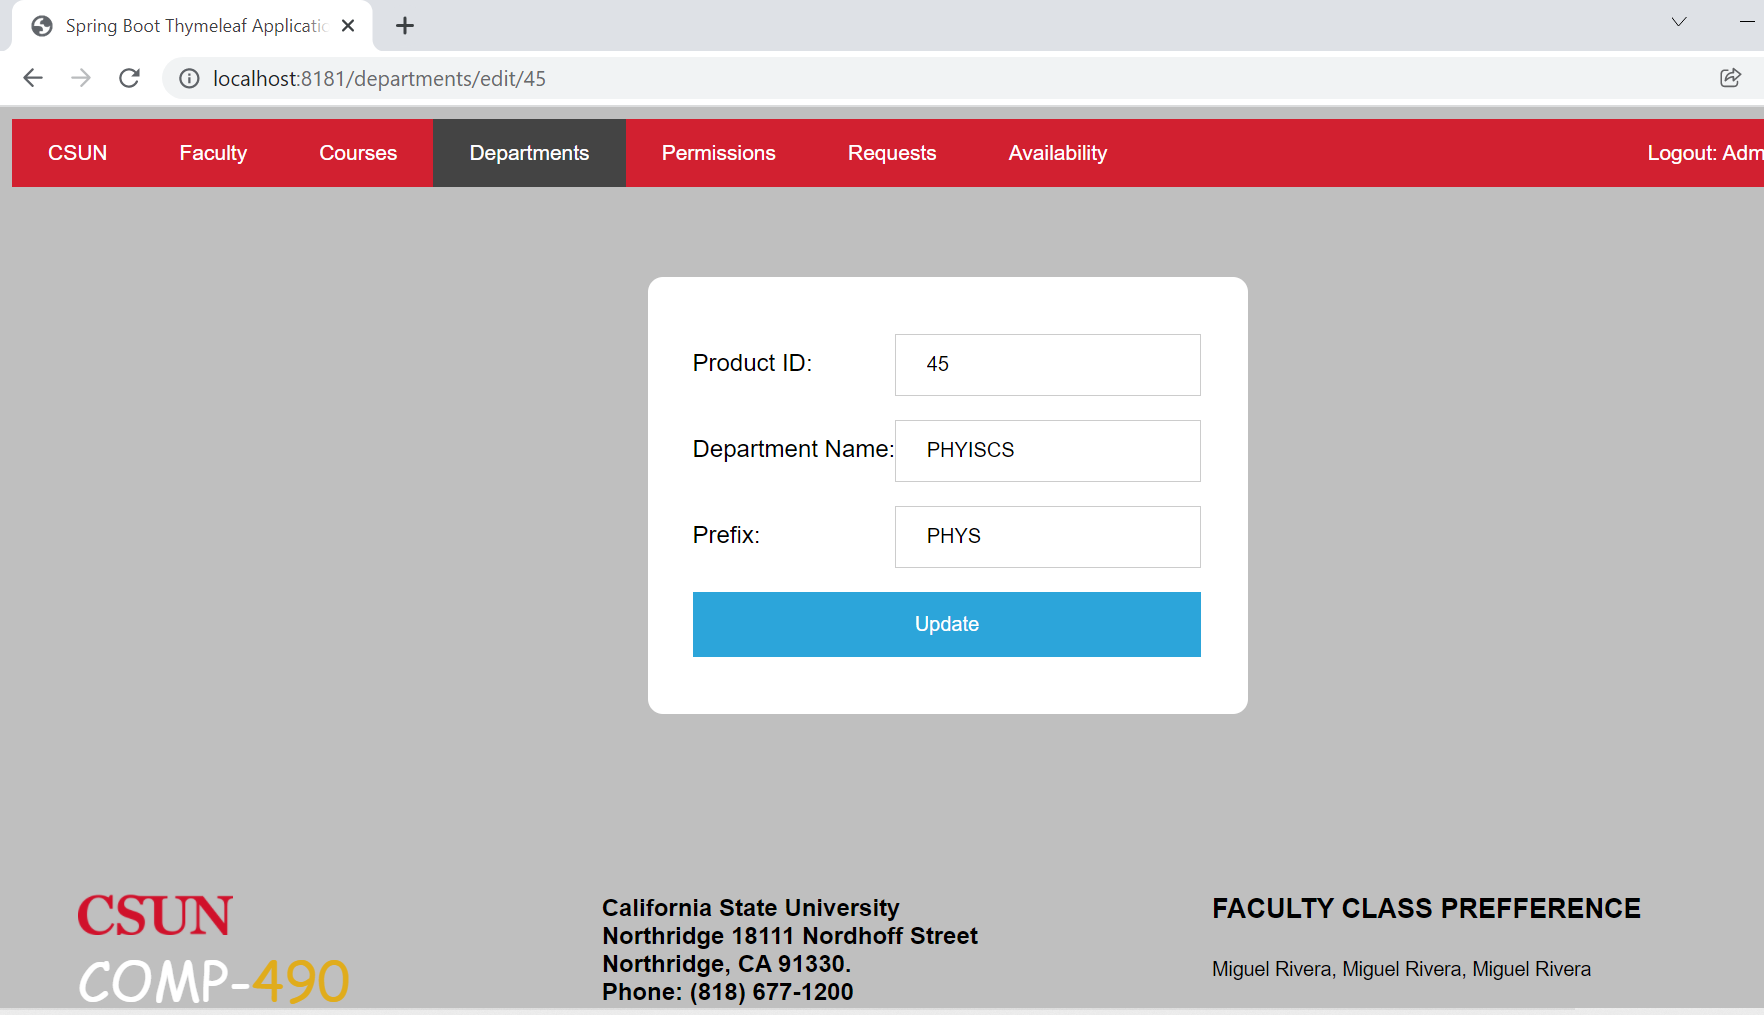 Spring Boot Thymeleaf Applicatio
localhost:8181/departments/edit/45
CSUN Faculty Courses Departments Permissions Requests Availability Logout: Adm
Product ID: 45
Department Name: PHYISCS
Prefix: PHYS
Update
CSUN
COMP-490
California State University
Northridge 18111 Nordhoff Street
Northridge, CA 91330.
Phone: (818) 677-1200
FACULTY CLASS PREFFERENCE
Miguel Rivera, Miguel Rivera, Miguel Rivera